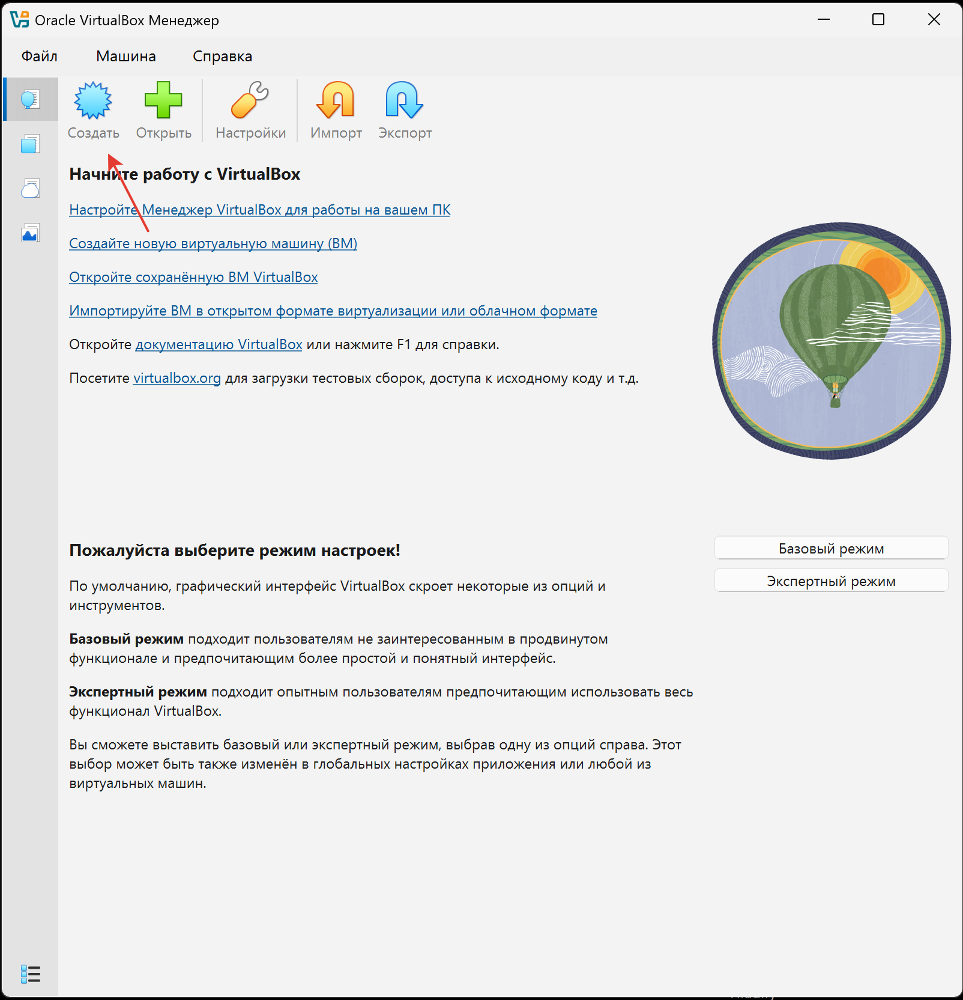 Oracle VirtualBox Менеджер
Файл Машина Справка
Создать Открыть Настройки Импорт Экспорт
Начните работу с VirtualBox
Настройте Менеджер VirtualBox для работы на вашем ПК
Создайте новую виртуальную машину (ВМ)
Откройте сохранённую ВМ VirtualBox
Импортируйте ВМ в открытом формате виртуализации или облачном формате
Откройте документацию VirtualBox или нажмите F1 для справки.
Посетите virtualbox.org для загрузки тестовых сборок, доступа к исходному коду и т.д.
Пожалуйста выберите режим настроек!
Базовый режим
Экспертный режим
По умолчанию, графический интерфейс VirtualBox скроет некоторые из опций и
инструментов.
Базовый режим подходит пользователям не заинтересованным в продвинутом
функционале и предпочитающим более простой и понятный интерфейс.
Экспертный режим подходит опытным пользователям предпочитающим использовать весь
функционал VirtualBox.
Вы сможете выставить базовый или экспертный режим, выбрав одну из опций справа. Этот
выбор может быть также изменён в глобальных настройках приложения или любой из
виртуальных машин.